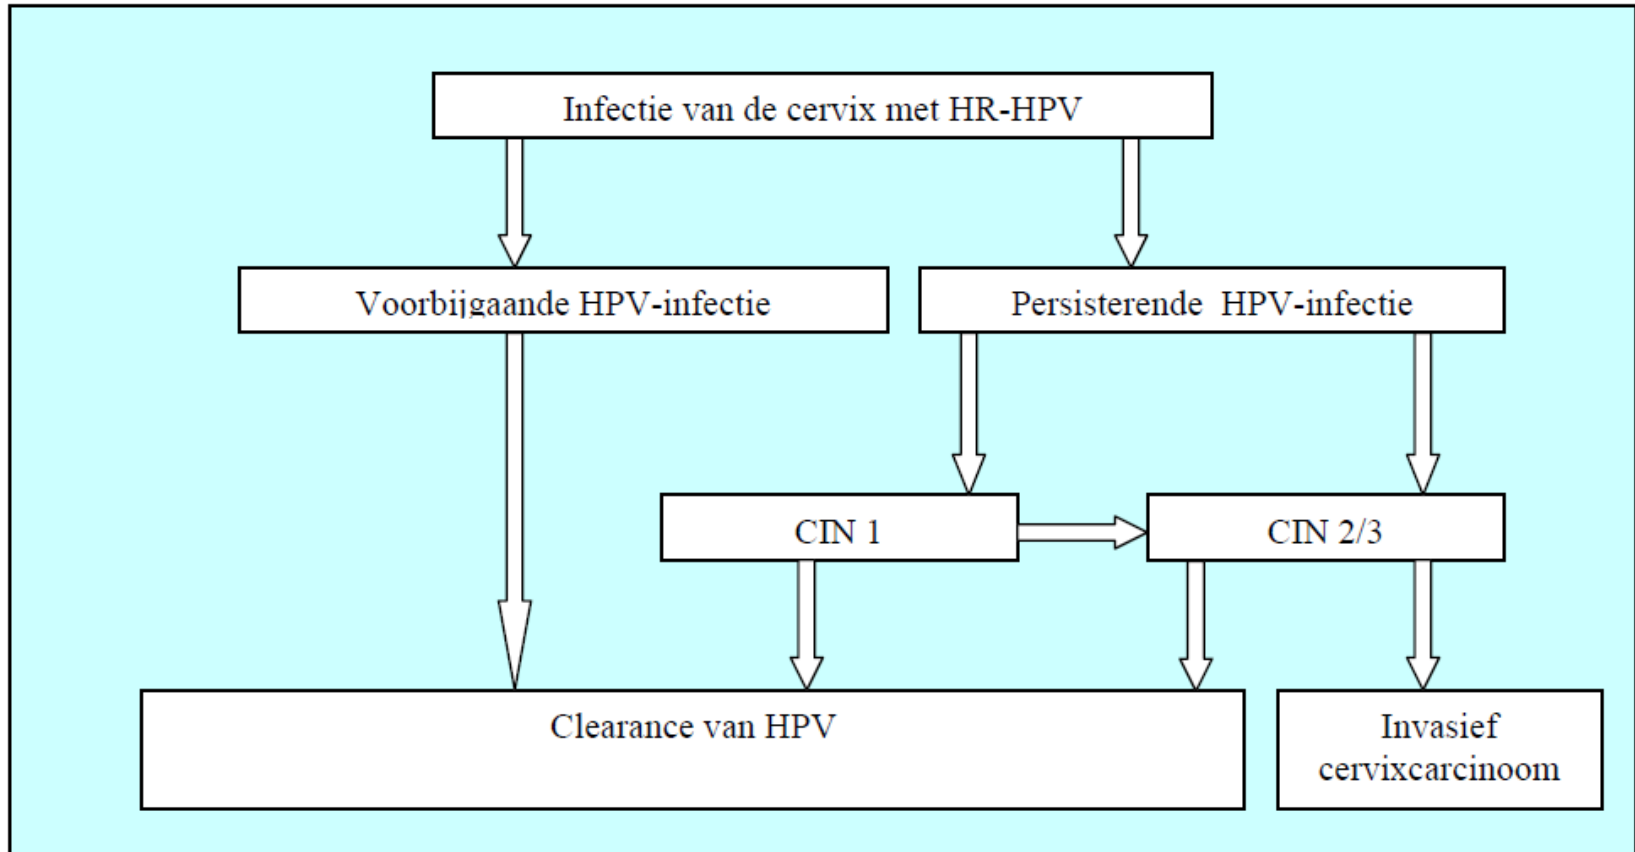 Infectie van de cervix met HR-HPV
Voorbijgaande HPV-infectie
Persisterende HPV-infectie
CIN 1
CIN 2/3
Clearance van HPV
Invasief
cervixcarcinoom